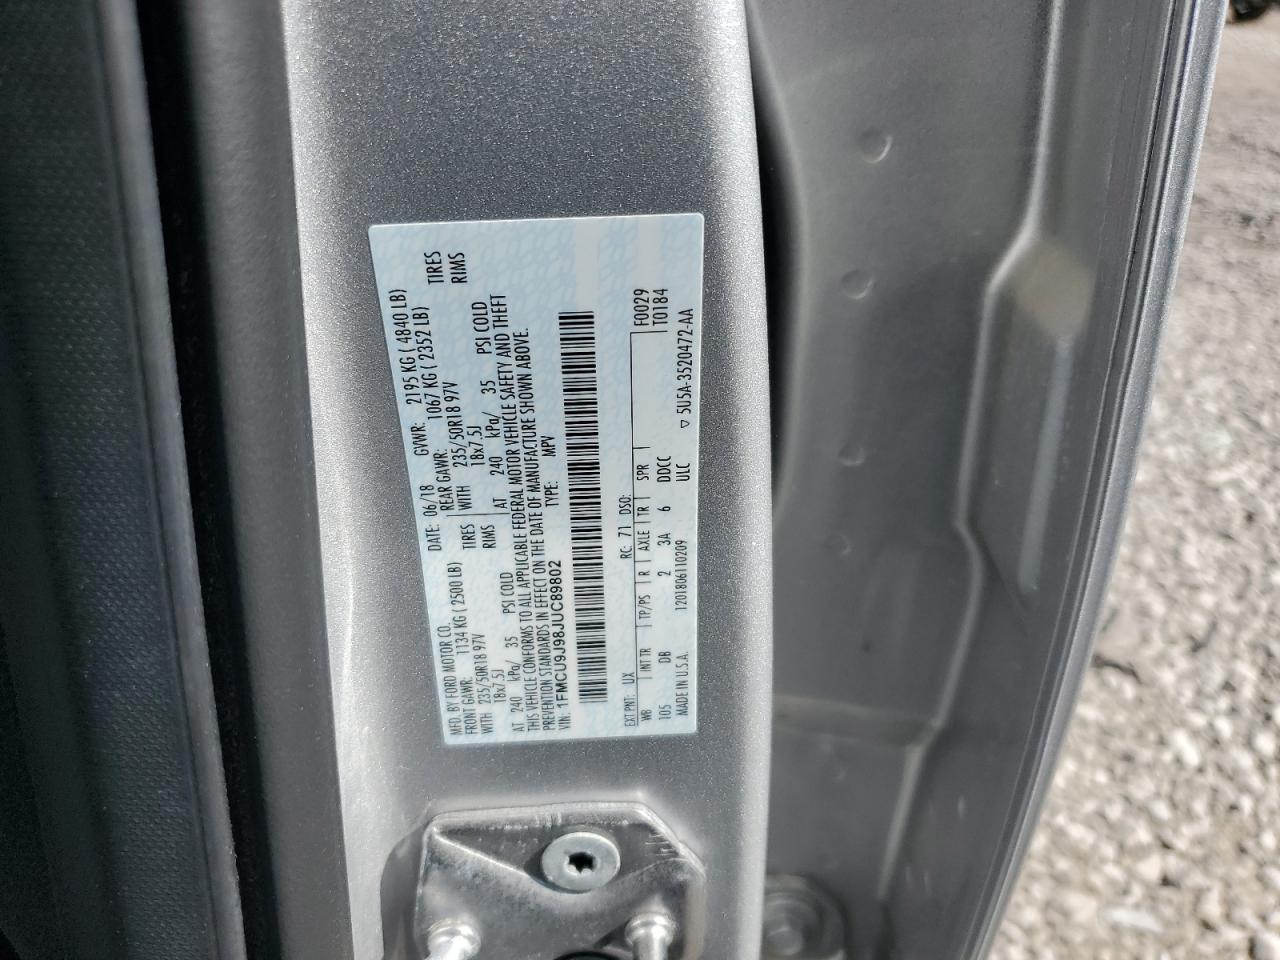 MFD. BY FORD MOTOR CO.
DATE: 06/18 GVWR: 2195 KG ( 4840 LB)
FRONT GAWR: 1134 KG ( 2500 LB) REAR GAWR: 1067 KG ( 2352 LB)
WITH 235/50R18 97V TIRES WITH 235/50R18 97V TIRES
18x7.5J RIMS 18x7.5J RIMS
AT 240 kPa/ 35 PSI COLD AT 240 kPa/ 35 PSI COLD
THIS VEHICLE CONFORMS TO ALL APPLICABLE FEDERAL MOTOR VEHICLE SAFETY AND THEFT
PREVENTION STANDARDS IN EFFECT ON THE DATE OF MANUFACTURE SHOWN ABOVE.
VIN: 1FMCU9J98JUC89802 TYPE: MPV
EXT PNT: UX RC: 71 DSO: F0029
WB INT TR TP/PS R AXLE TR SPR T0184
105 DB 2 3A 6 DDCC ▽ 5U5A-3520472-AA
MADE IN U.S.A. 1201806110209 ULC